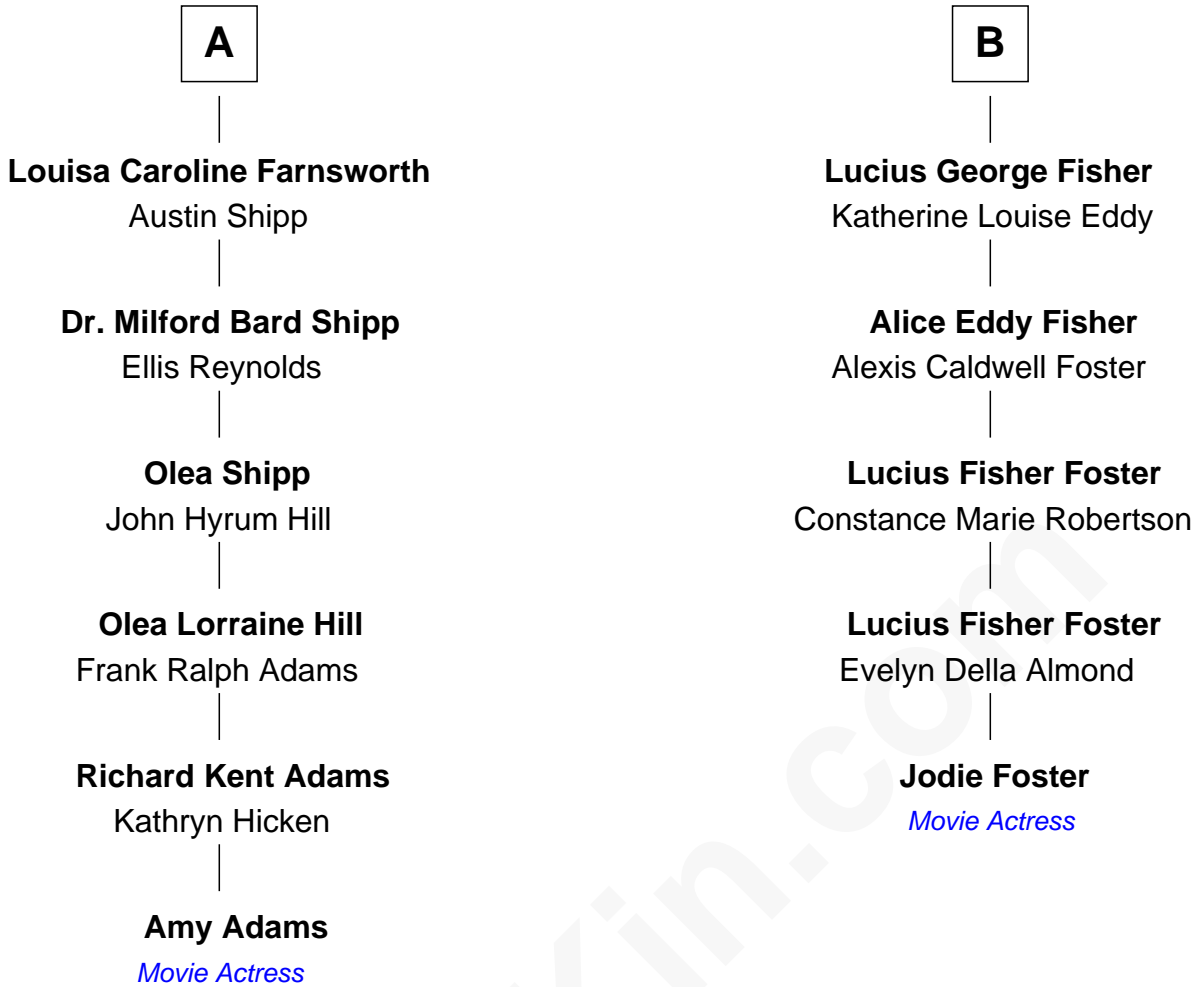 A
Louisa Caroline Farnsworth
Austin Shipp
Dr. Milford Bard Shipp
Ellis Reynolds
Olea Shipp
John Hyrum Hill
Olea Lorraine Hill
Frank Ralph Adams
Richard Kent Adams
Kathryn Hicken
Amy Adams
Movie Actress
B
Lucius George Fisher
Katherine Louise Eddy
Alice Eddy Fisher
Alexis Caldwell Foster
Lucius Fisher Foster
Constance Marie Robertson
Lucius Fisher Foster
Evelyn Della Almond
Jodie Foster
Movie Actress
Kin.com